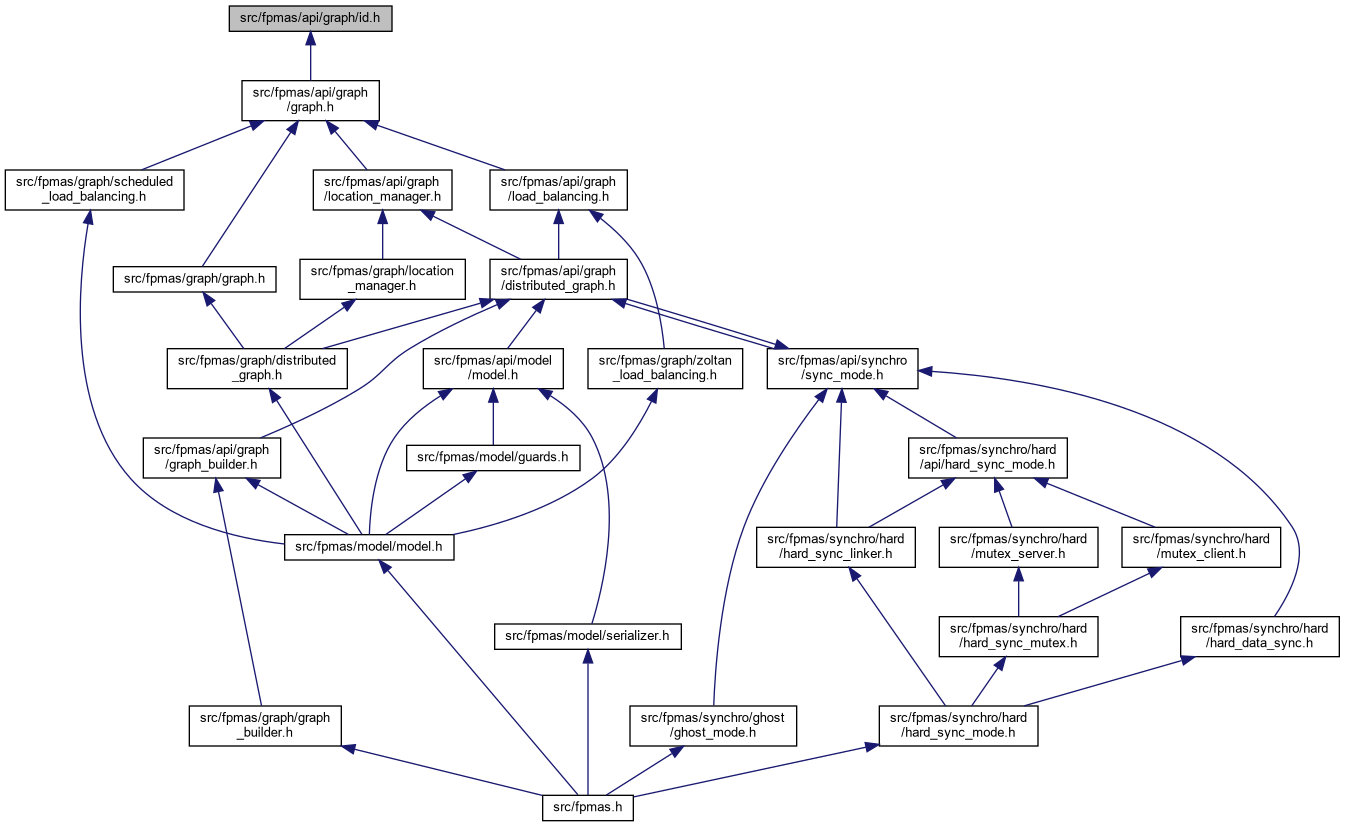 src/fpmas/api/graph/id.h
src/fpmas/api/graph
/graph.h
src/fpmas/graph/scheduled
_load_balancing.h
src/fpmas/api/graph
/location_manager.h
src/fpmas/api/graph
/load_balancing.h
src/fpmas/graph/graph.h
src/fpmas/graph/location
_manager.h
src/fpmas/api/graph
/distributed_graph.h
src/fpmas/graph/distributed
_graph.h
src/fpmas/api/model
/model.h
src/fpmas/graph/zoltan
_load_balancing.h
src/fpmas/api/synchro
/sync_mode.h
src/fpmas/api/graph
/graph_builder.h
src/fpmas/model/guards.h
src/fpmas/synchro/hard
/api/hard_sync_mode.h
src/fpmas/model/model.h
src/fpmas/synchro/hard
/hard_sync_linker.h
src/fpmas/synchro/hard
/mutex_server.h
src/fpmas/synchro/hard
/mutex_client.h
src/fpmas/model/serializer.h
src/fpmas/synchro/hard
/hard_sync_mutex.h
src/fpmas/synchro/hard
/hard_data_sync.h
src/fpmas/graph/graph
_builder.h
src/fpmas/synchro/ghost
/ghost_mode.h
src/fpmas/synchro/hard
/hard_sync_mode.h
src/fpmas.h